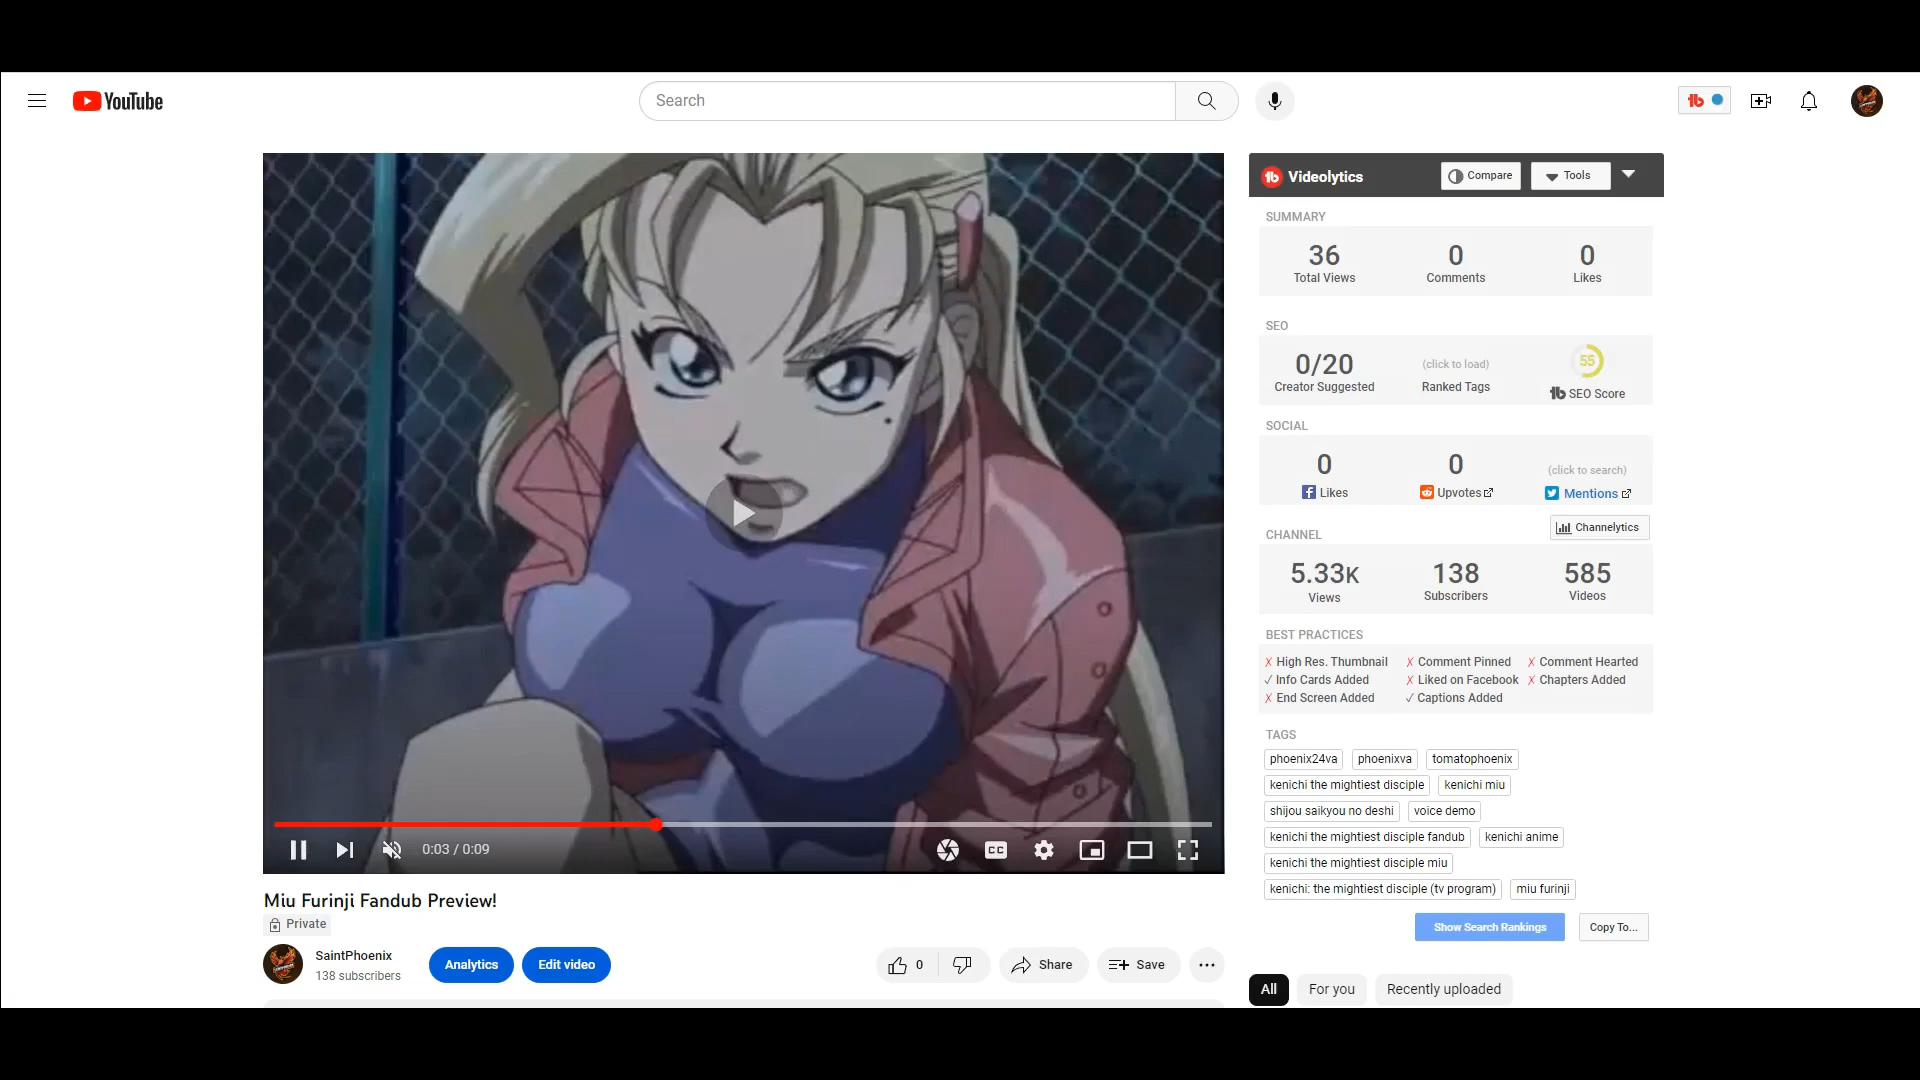 YouTube
Search
Videolytics
Compare
Tools
SUMMARY
36 0 0
Total Views Comments Likes
SEO
0/20 (click to load) 55
Creator Suggested Ranked Tags SEO Score
SOCIAL
0 0 (click to search)
Likes Upvotes Mentions
CHANNEL Channelytics
5.33K 138 585
Views Subscribers Videos
BEST PRACTICES
✗ High Res. Thumbnail ✗ Comment Pinned ✗ Comment Hearted
✓ Info Cards Added ✗ Liked on Facebook ✗ Chapters Added
✗ End Screen Added ✓ Captions Added
TAGS
phoenix24va phoenixva tomatophoenix
kenichi the mightiest disciple kenichi miu
shijou saikyou no deshi voice demo
kenichi the mightiest disciple fandub kenichi anime
kenichi the mightiest disciple miu
kenichi: the mightiest disciple (tv program) miu furinji
Show Search Rankings Copy To...
All For you Recently uploaded
0:03 / 0:09
CC
Miu Furinji Fandub Preview!
Private
SaintPhoenix
138 subscribers
Analytics Edit video 0 Share Save